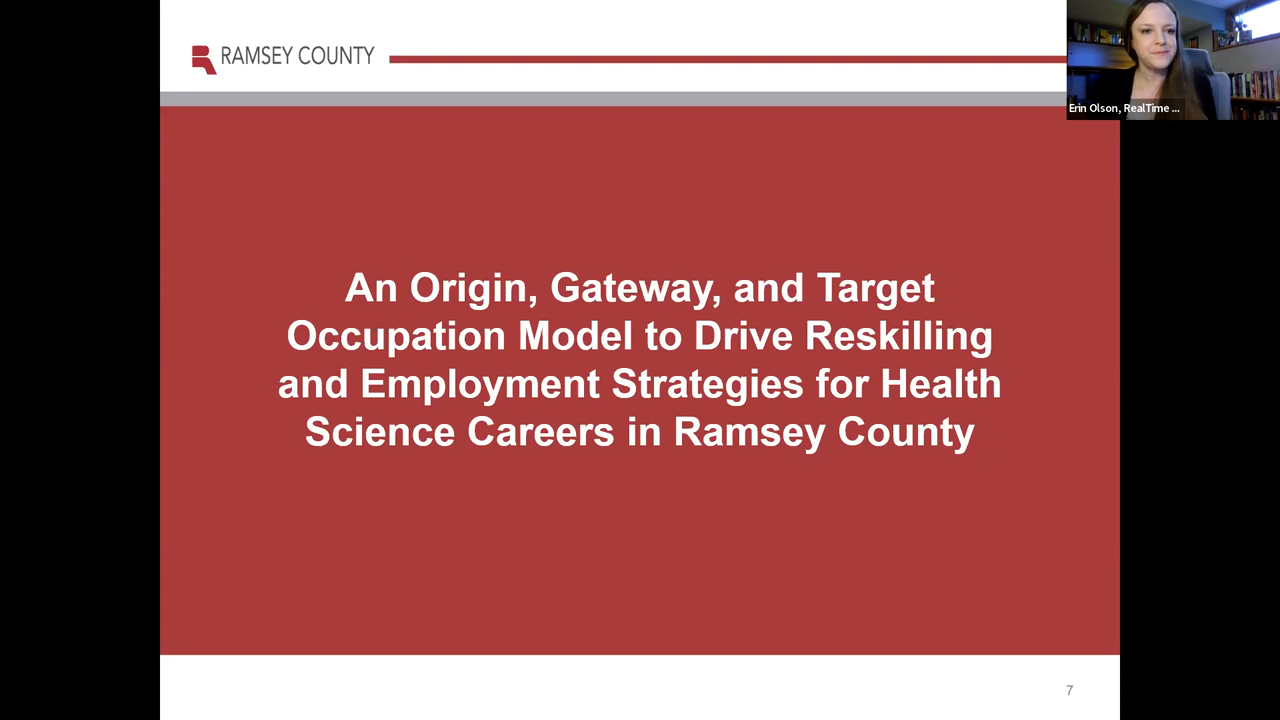 RAMSEY COUNTY
Erin Olson, RealTime ...
An Origin, Gateway, and Target
Occupation Model to Drive Reskilling
and Employment Strategies for Health
Science Careers in Ramsey County
7